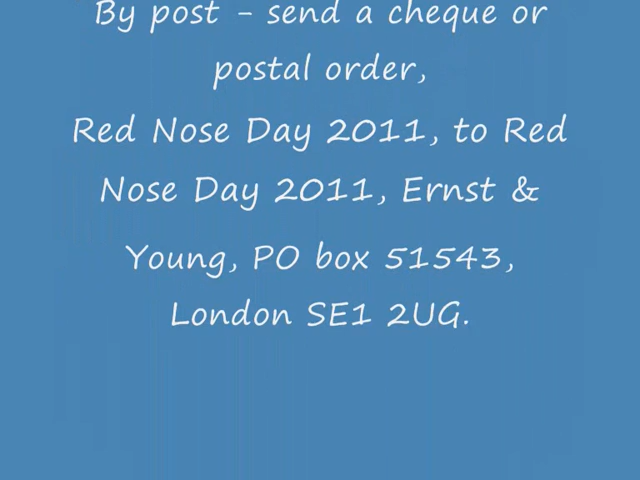 By post - send a cheque or
postal order,
Red Nose Day 2011, to Red
Nose Day 2011, Ernst &
Young, PO box 51543,
London SE1 2UG.